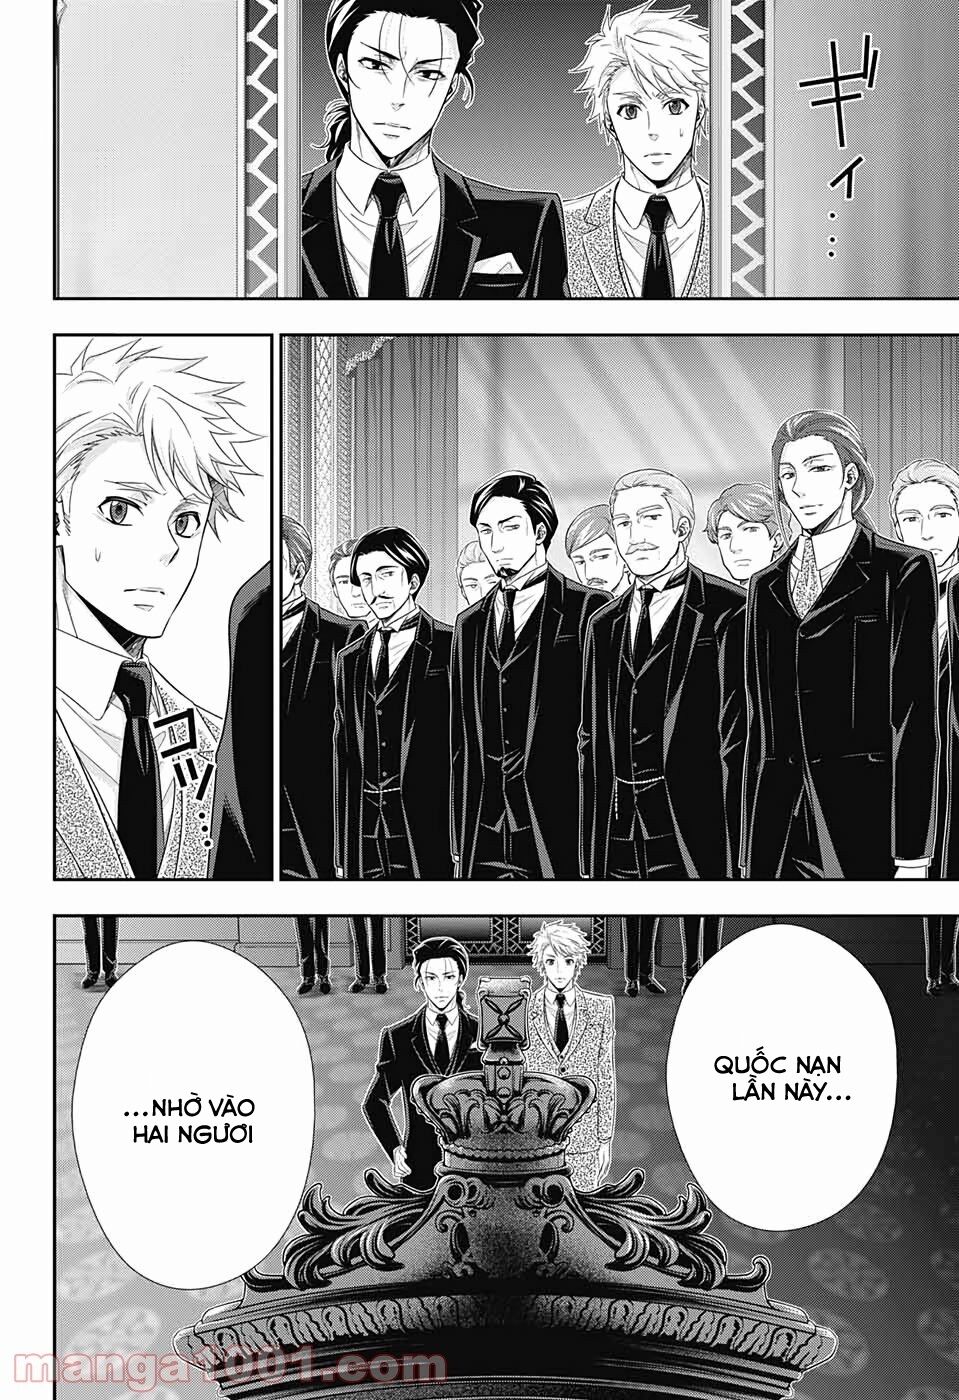 ギィ...
コツ...
QUỐC NẠN
LẦN NÀY...
...NHỜ VÀO
HAI NGƯƠI
manga1001.com